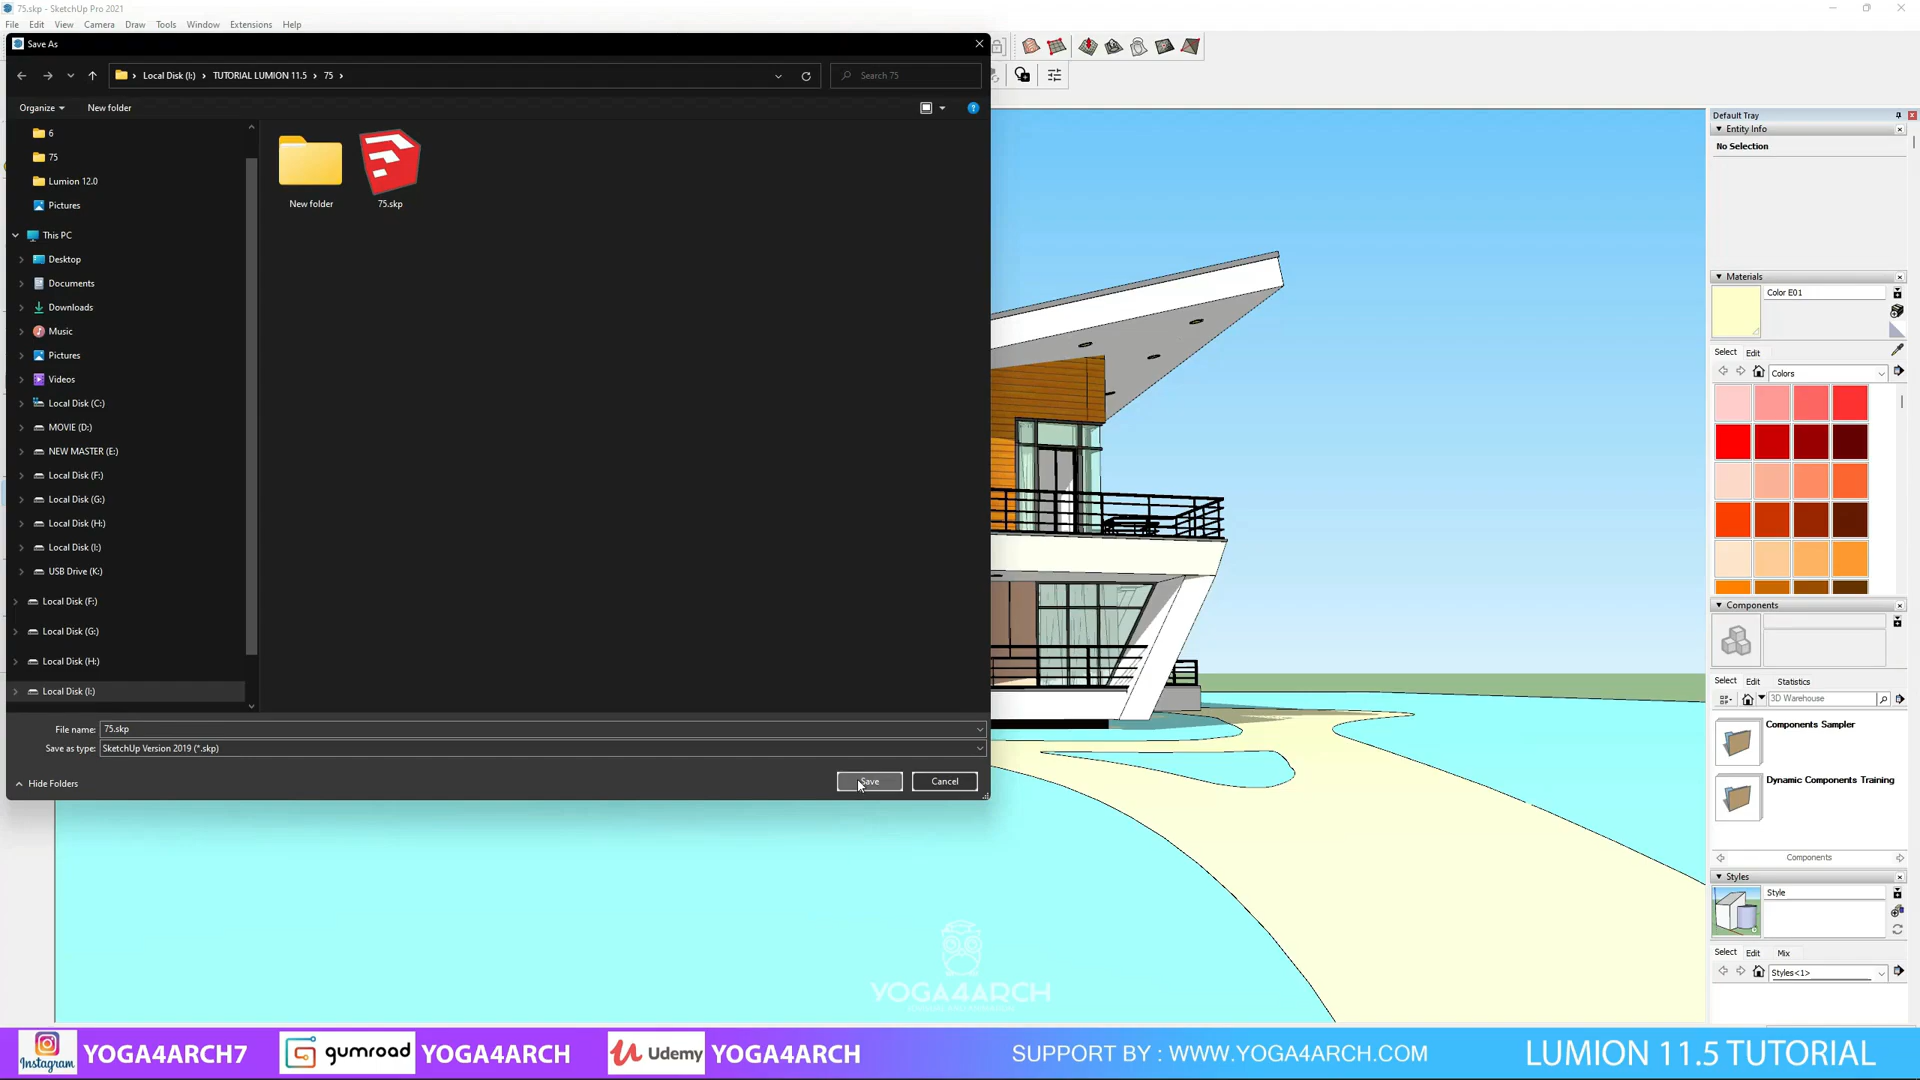 75.skp - SketchUp Pro 2021
File Edit View Camera Draw Tools Window Extensions Help
Save As
Local Disk (I:) TUTORIAL LUMION 11.5 75
Search 75
Organize New folder
6
75
Lumion 12.0
Pictures
This PC
Desktop
Documents
Downloads
Music
Pictures
Videos
Local Disk (C:)
MOVIE (D:)
NEW MASTER (E:)
Local Disk (F:)
Local Disk (G:)
Local Disk (H:)
Local Disk (I:)
USB Drive (K:)
Local Disk (F:)
Local Disk (G:)
Local Disk (H:)
Local Disk (I:)
New folder
75.skp
File name: 75.skp
Save as type: SketchUp Version 2019 (*.skp)
Hide Folders
Save
Cancel
Default Tray
Entity Info
No Selection
Materials
Color E01
Select Edit
Colors
Components
Select Edit Statistics
3D Warehouse
Components Sampler
Dynamic Components Training
Components
Styles
Style
Select Edit Mix
Styles<1>
YOGA4ARCH
Instagram YOGA4ARCH7
gumroad YOGA4ARCH
Udemy YOGA4ARCH
SUPPORT BY : WWW.YOGA4ARCH.COM
LUMION 11.5 TUTORIAL